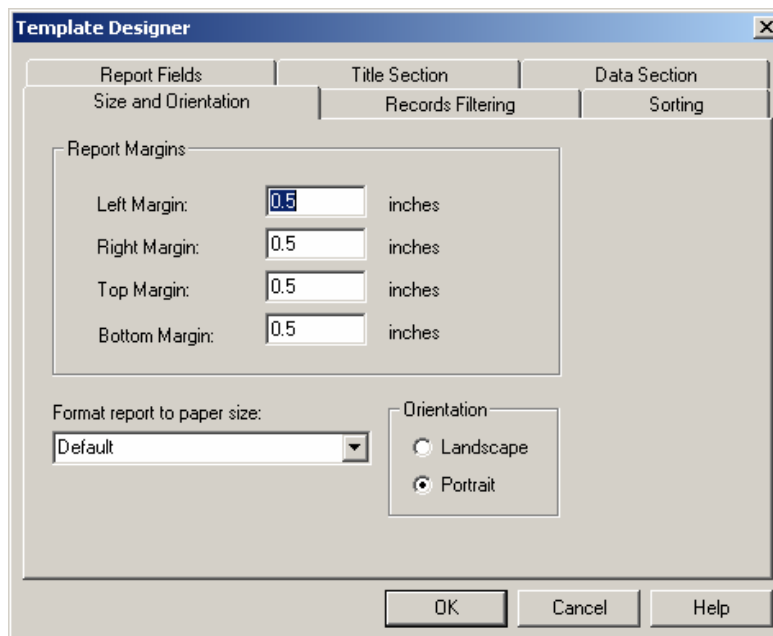 Template Designer
Report Fields Title Section Data Section
Size and Orientation Records Filtering Sorting
Report Margins
Left Margin: 0.5 inches
Right Margin: 0.5 inches
Top Margin: 0.5 inches
Bottom Margin: 0.5 inches
Format report to paper size:
Default
Orientation
Landscape
Portrait
OK Cancel Help